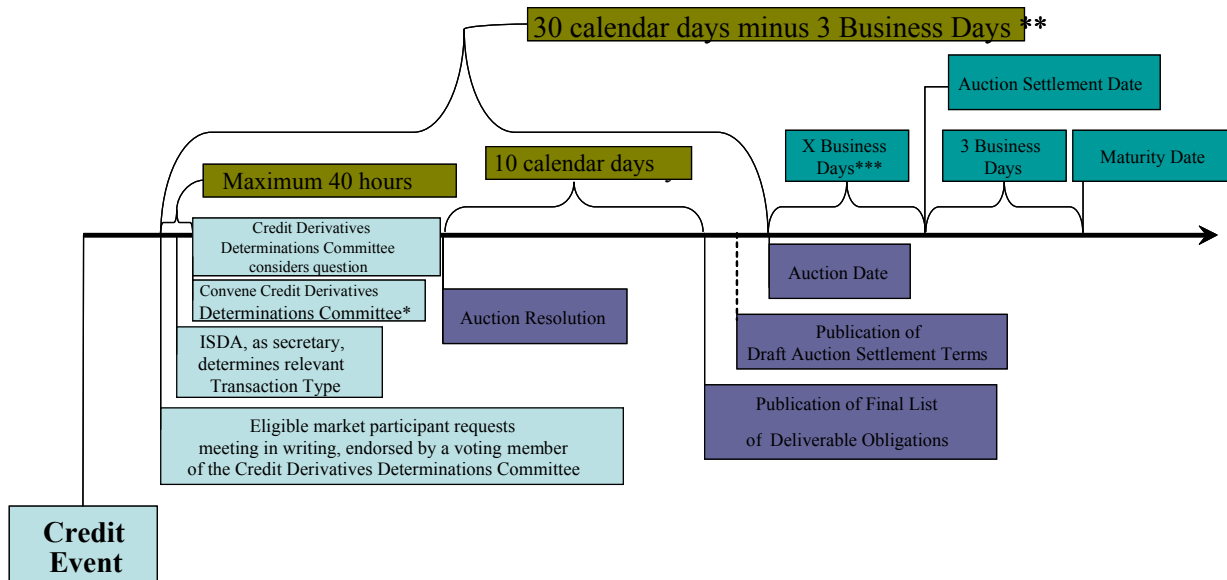 30 calendar days minus 3 Business Days **
Auction Settlement Date
X Business
Days***
3 Business
Days
Maturity Date
10 calendar days
Maximum 40 hours
Credit Derivatives
Determinations Committee
considers question
Convene Credit Derivatives
Determinations Committee*
ISDA, as secretary,
determines relevant
Transaction Type
Eligible market participant requests
meeting in writing, endorsed by a voting member
of the Credit Derivatives Determinations Committee
Auction Resolution
Auction Date
Publication of
Draft Auction Settlement Terms
Publication of Final List
of Deliverable Obligations
Credit
Event